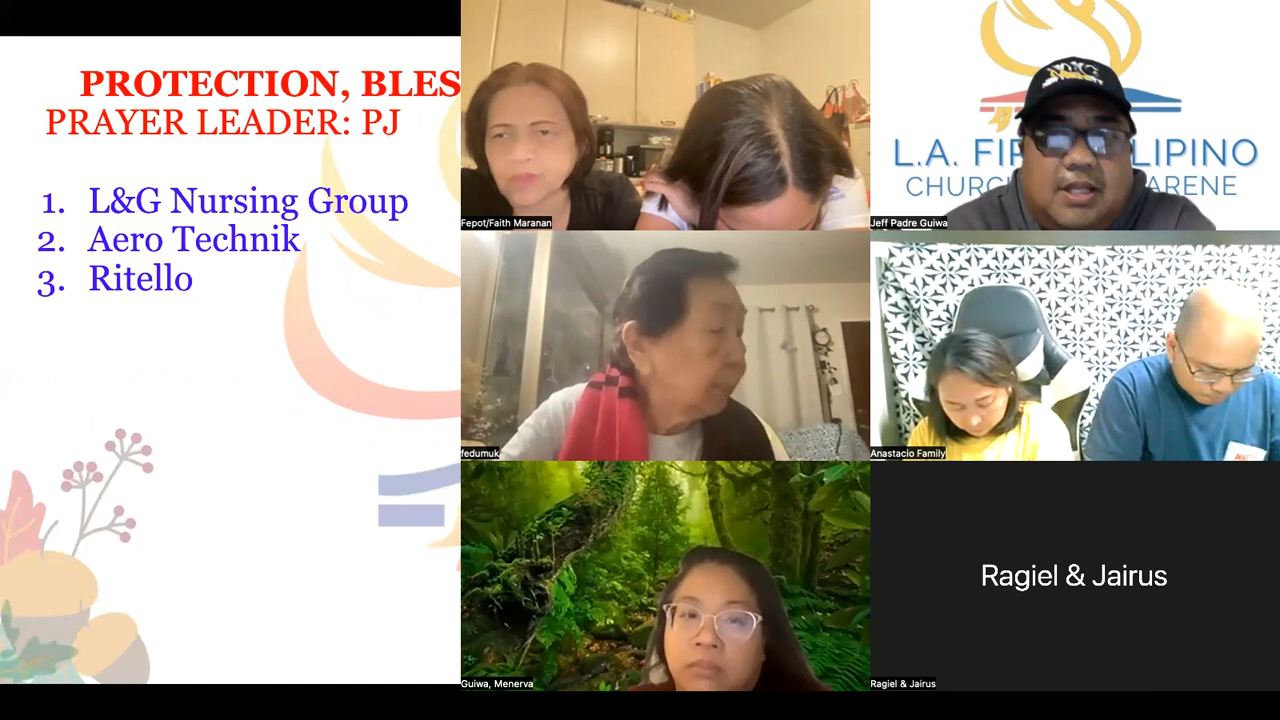 PROTECTION, BLES
PRAYER LEADER: PJ
1. L&G Nursing Group
2. Aero Technik
3. Ritello
Fepot/Faith Maranan
L.A. FIP LIPINO
CHURC ARENE
Jeff Padre Guiwa
fedumuk
Anastacio Family
Guiwa, Menerva
Ragiel & Jairus
Ragiel & Jairus